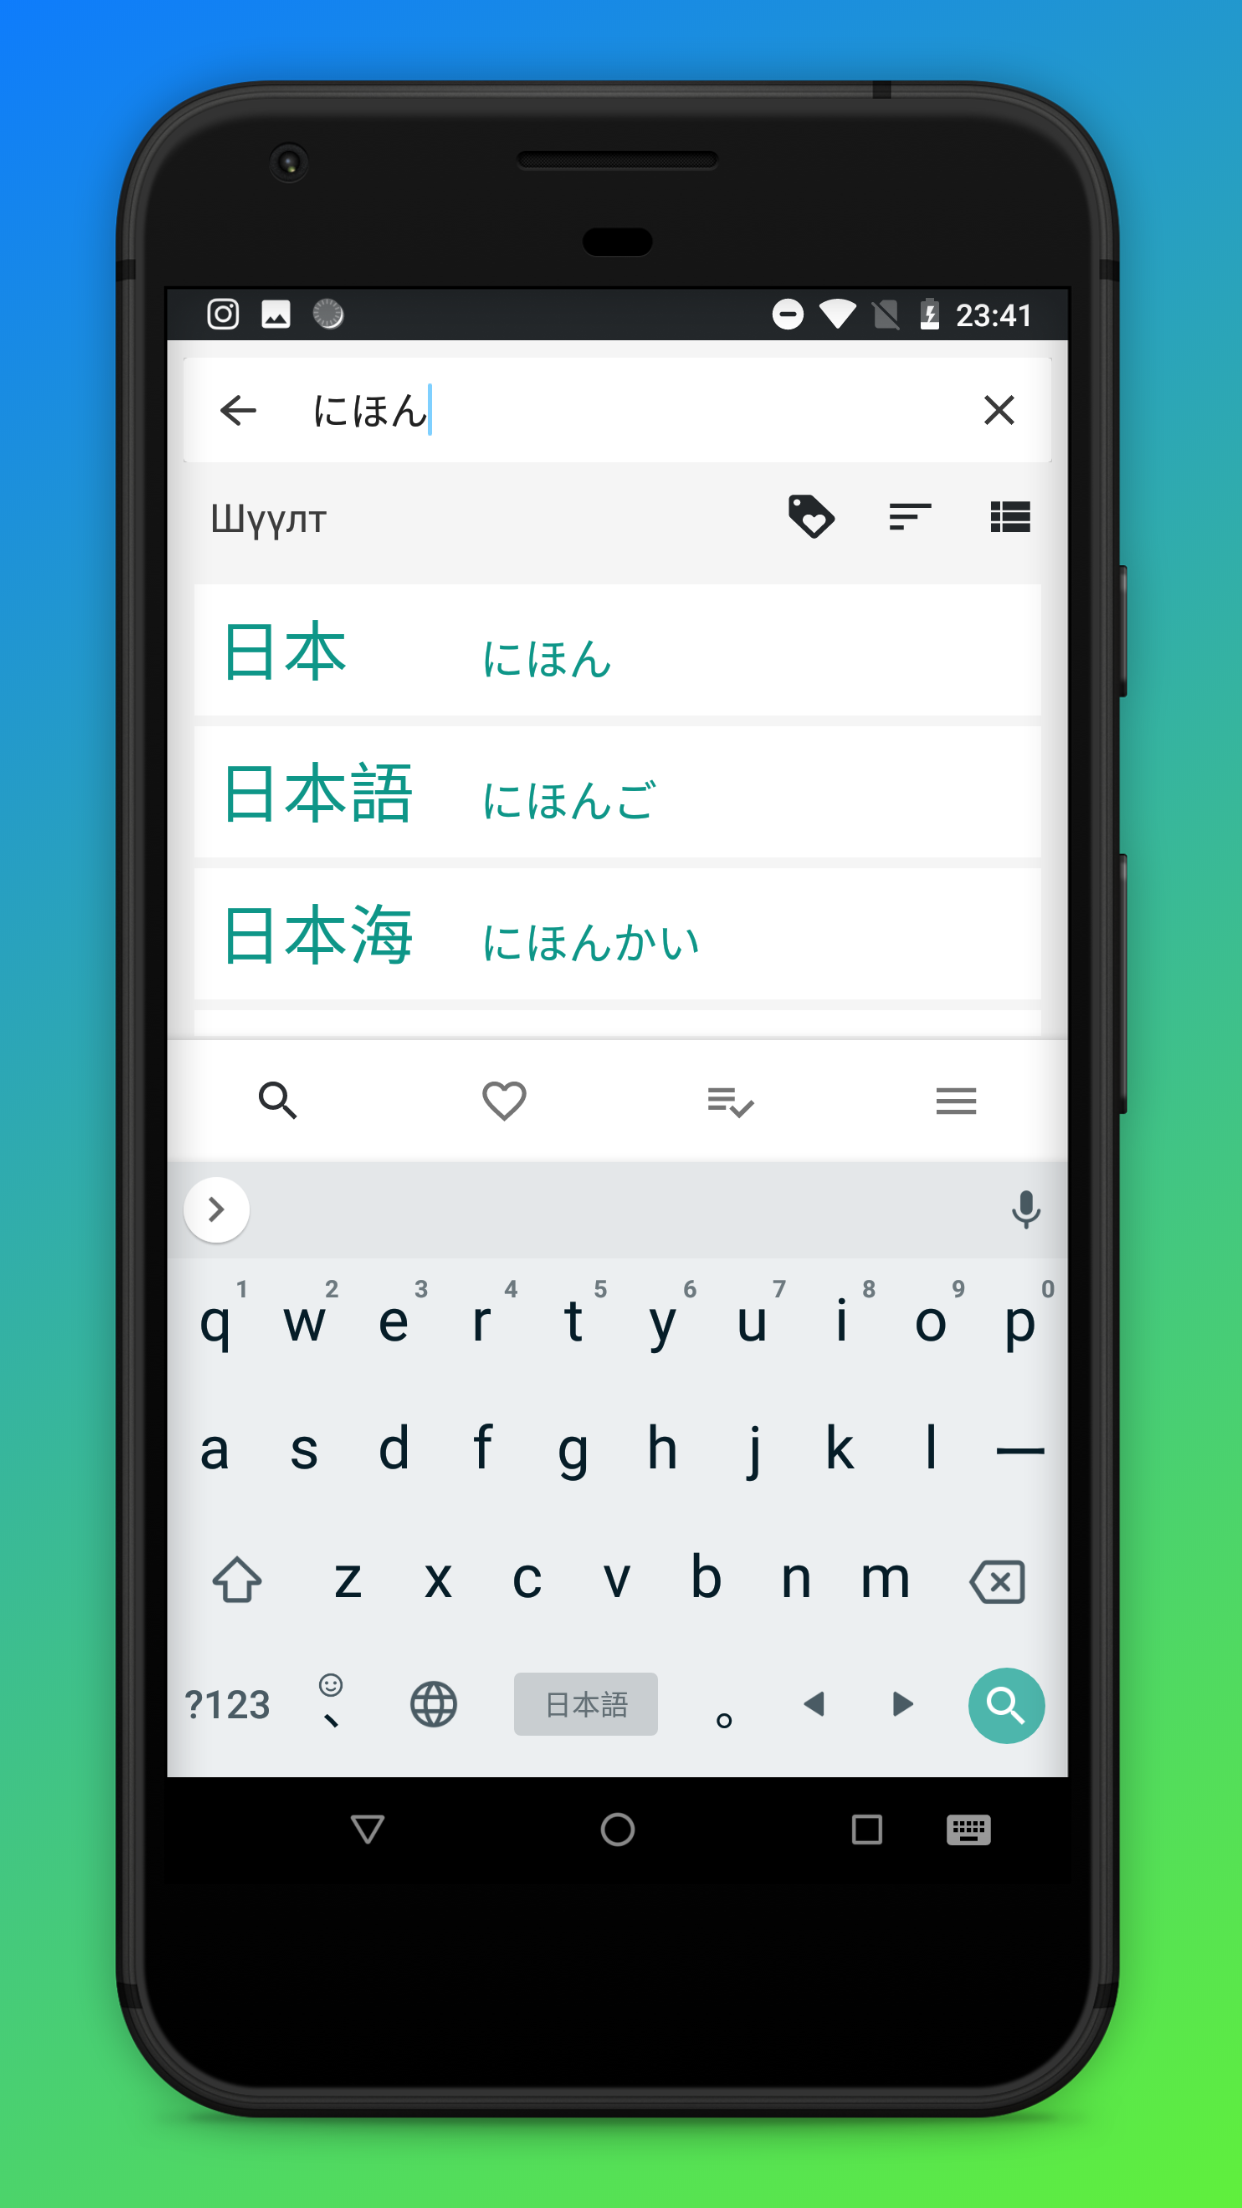 23:41
にほん
Шүүлт
日本 にほん
日本語 にほんご
日本海 にほんかい
q 1 w 2 e 3 r 4 t 5 y 6 u 7 i 8 o 9 p 0
a s d f g h j k l ー
z x c v b n m
?123 、 日本語 。